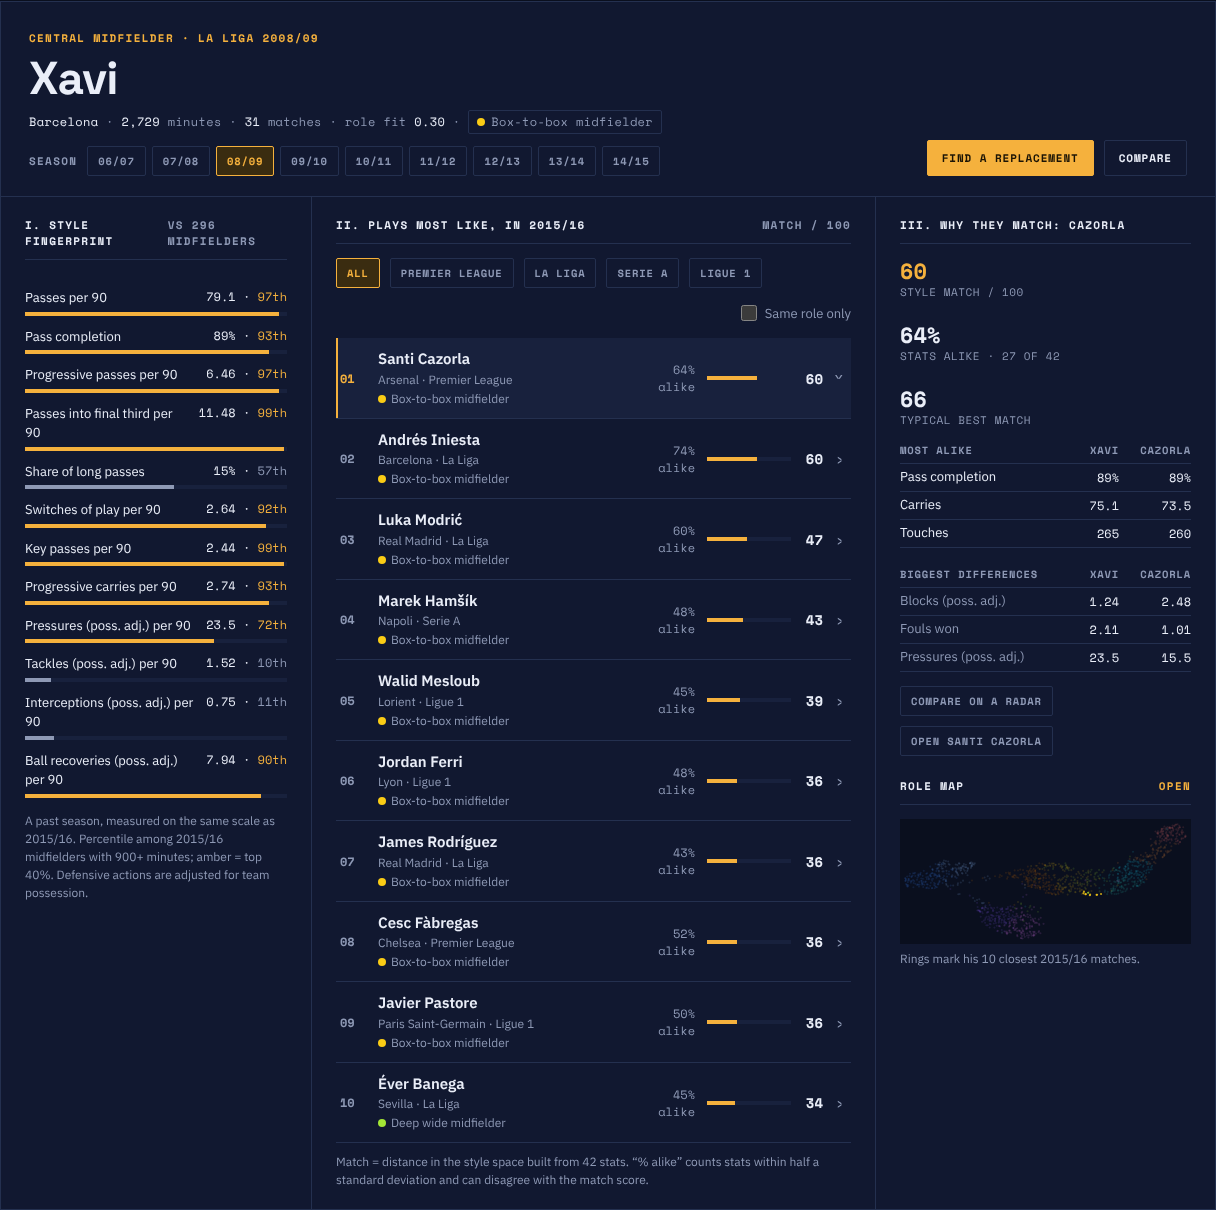 CENTRAL MIDFIELDER · LA LIGA 2008/09
Xavi
Barcelona · 2,729 minutes · 31 matches · role fit 0.30 · Box-to-box midfielder
SEASON 06/07 07/08 08/09 09/10 10/11 11/12 12/13 13/14 14/15
FIND A REPLACEMENT COMPARE
I. STYLE FINGERPRINT
VS 296 MIDFIELDERS
Passes per 90 79.1 · 97th
Pass completion 89% · 93th
Progressive passes per 90 6.46 · 97th
Passes into final third per 90 11.48 · 99th
Share of long passes 15% · 57th
Switches of play per 90 2.64 · 92th
Key passes per 90 2.44 · 99th
Progressive carries per 90 2.74 · 93th
Pressures (poss. adj.) per 90 23.5 · 72th
Tackles (poss. adj.) per 90 1.52 · 10th
Interceptions (poss. adj.) per 90 0.75 · 11th
Ball recoveries (poss. adj.) per 90 7.94 · 90th
A past season, measured on the same scale as
2015/16. Percentile among 2015/16
midfielders with 900+ minutes; amber = top
40%. Defensive actions are adjusted for team
possession.
II. PLAYS MOST LIKE, IN 2015/16 MATCH / 100
ALL PREMIER LEAGUE LA LIGA SERIE A LIGUE 1
Same role only
01 Santi Cazorla
Arsenal · Premier League
Box-to-box midfielder
64% alike 60
02 Andrés Iniesta
Barcelona · La Liga
Box-to-box midfielder
74% alike 60
03 Luka Modrić
Real Madrid · La Liga
Box-to-box midfielder
60% alike 47
04 Marek Hamšík
Napoli · Serie A
Box-to-box midfielder
48% alike 43
05 Walid Mesloub
Lorient · Ligue 1
Box-to-box midfielder
45% alike 39
06 Jordan Ferri
Lyon · Ligue 1
Box-to-box midfielder
48% alike 36
07 James Rodríguez
Real Madrid · La Liga
Box-to-box midfielder
43% alike 36
08 Cesc Fàbregas
Chelsea · Premier League
Box-to-box midfielder
52% alike 36
09 Javier Pastore
Paris Saint-Germain · Ligue 1
Box-to-box midfielder
50% alike 36
10 Éver Banega
Sevilla · La Liga
Deep wide midfielder
45% alike 34
Match = distance in the style space built from 42 stats. “% alike” counts stats within half a
standard deviation and can disagree with the match score.
III. WHY THEY MATCH: CAZORLA
60
STYLE MATCH / 100
64%
STATS ALIKE · 27 OF 42
66
TYPICAL BEST MATCH
MOST ALIKE XAVI CAZORLA
Pass completion 89% 89%
Carries 75.1 73.5
Touches 265 260
BIGGEST DIFFERENCES XAVI CAZORLA
Blocks (poss. adj.) 1.24 2.48
Fouls won 2.11 1.01
Pressures (poss. adj.) 23.5 15.5
COMPARE ON A RADAR
OPEN SANTI CAZORLA
ROLE MAP OPEN
Rings mark his 10 closest 2015/16 matches.